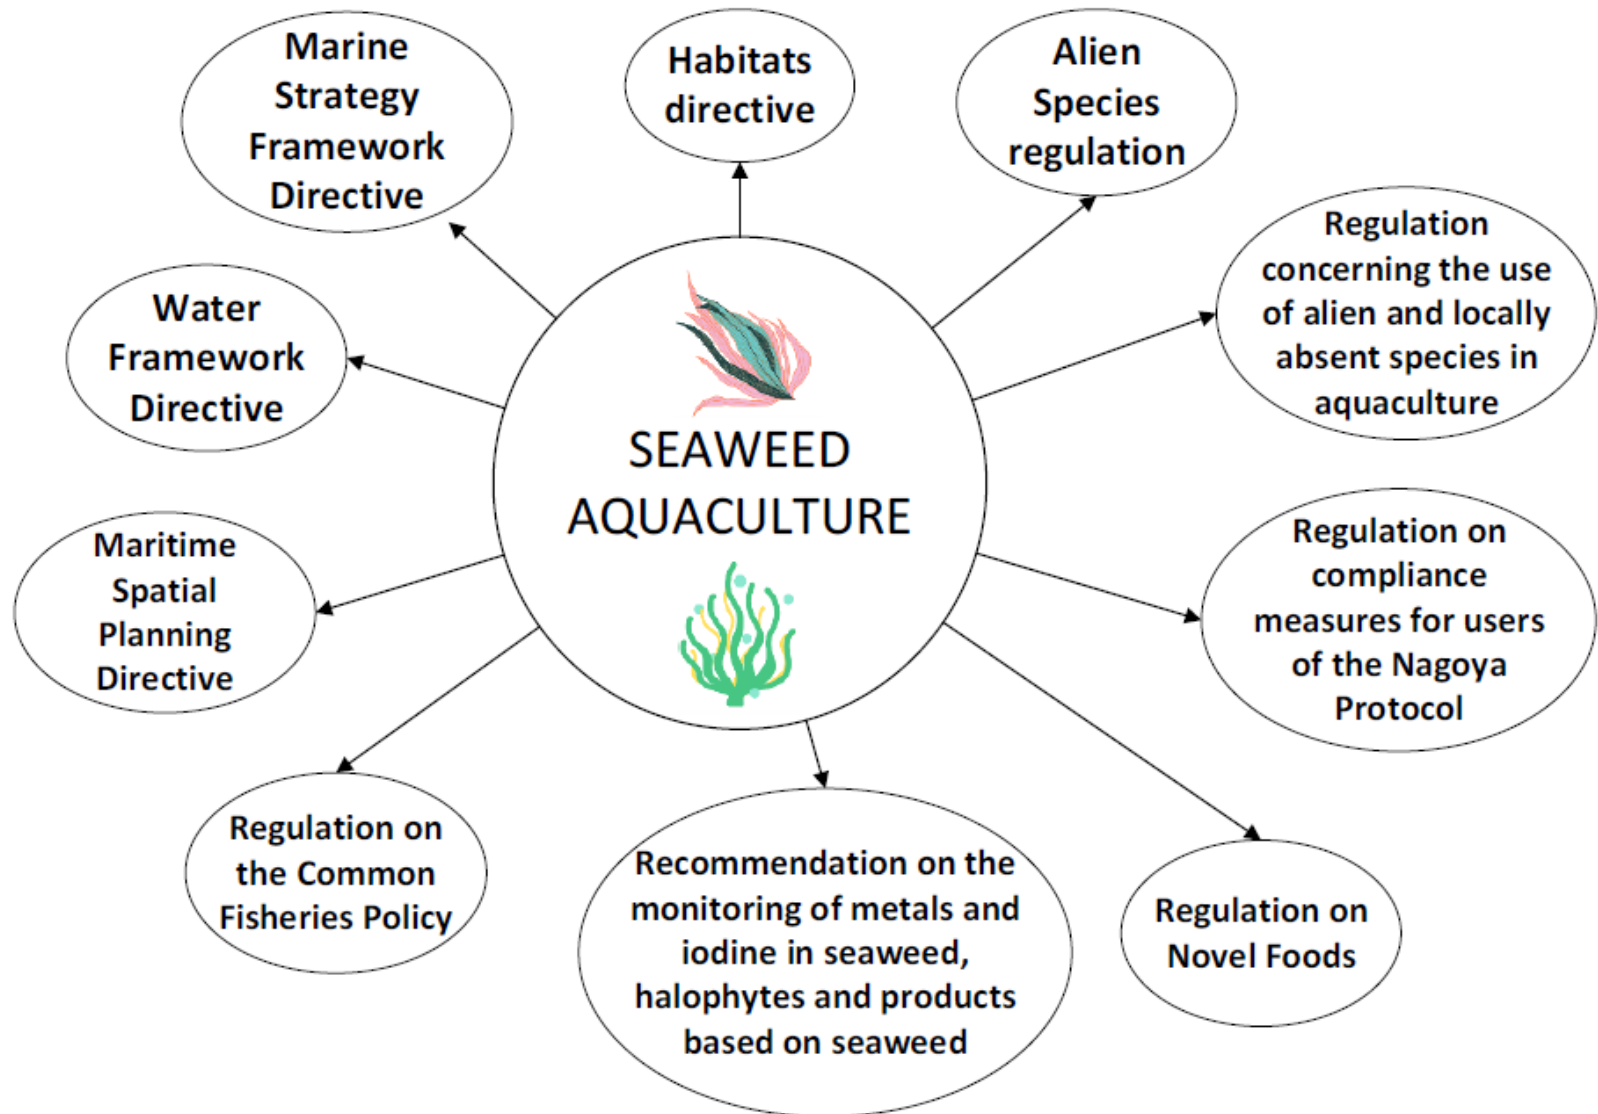 Marine
Strategy
Framework
Directive
Habitats
directive
Alien
Species
regulation
Regulation
concerning the use
of alien and locally
absent species in
aquaculture
Water
Framework
Directive
SEAWEED
AQUACULTURE
Maritime
Spatial
Planning
Directive
Regulation on
compliance
measures for users
of the Nagoya
Protocol
Regulation on
the Common
Fisheries Policy
Recommendation on the
monitoring of metals and
iodine in seaweed,
halophytes and products
based on seaweed
Regulation on
Novel Foods